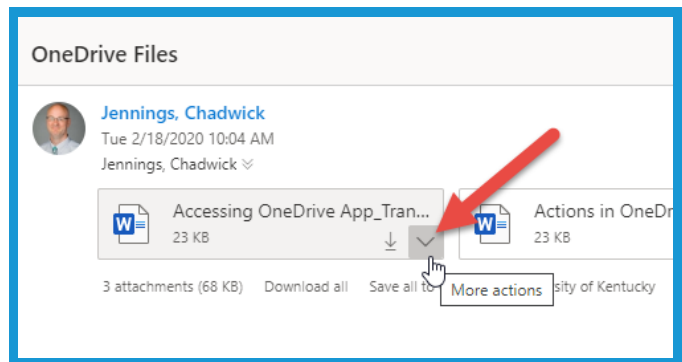 OneDrive Files
Jennings, Chadwick
Tue 2/18/2020 10:04 AM
Jennings, Chadwick
W Accessing OneDrive App_Tran... W Actions in OneDr
23 KB 23 KB
3 attachments (68 KB) Download all Save all to More actions sity of Kentucky